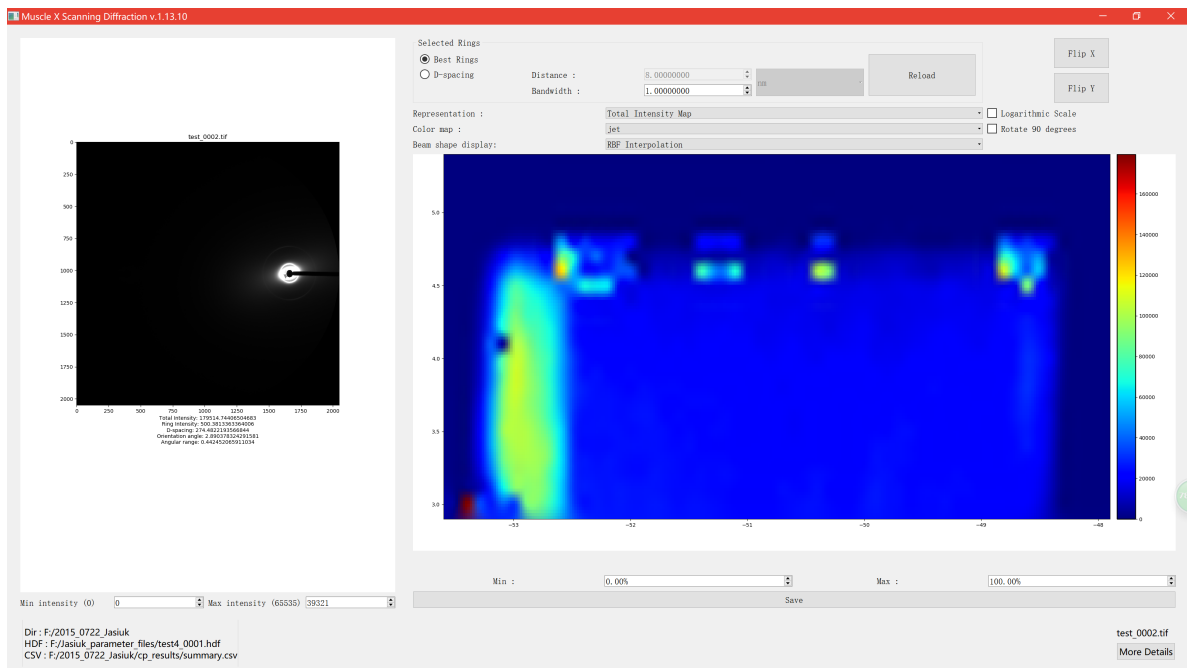 Muscle X Scanning Diffraction v.1.13.10
Selected Rings
Best Rings
D-spacing
Distance :
8.00000000
nm
Bandwidth :
1.00000000
Reload
Flip X
Flip Y
Representation :
Total Intensity Map
Logarithmic Scale
Color map :
jet
Rotate 90 degrees
Beam shape display:
RBF Interpolation
test_0002.tif
0
250
500
750
1000
1250
1500
1750
2000
0 250 500 750 1000 1250 1500 1750 2000
Total Intensity: 179514.74406504683
Ring Intensity: 500.3813363364006
D-spacing: 274.4822193566844
Orientation angle: 2.890378324291581
Angular range: 0.442452065911034
5.0
4.5
4.0
3.5
3.0
−53 −52 −51 −50 −49 −48
160000
140000
120000
100000
80000
60000
40000
20000
0
Min :
0.00%
Max :
100.00%
Min intensity (0)
0
Max intensity (65535)
39321
Save
Dir : F:/2015_0722_Jasiuk
HDF : F:/Jasiuk_parameter_files/test4_0001.hdf
CSV : F:/2015_0722_Jasiuk/cp_results/summary.csv
test_0002.tif
More Details